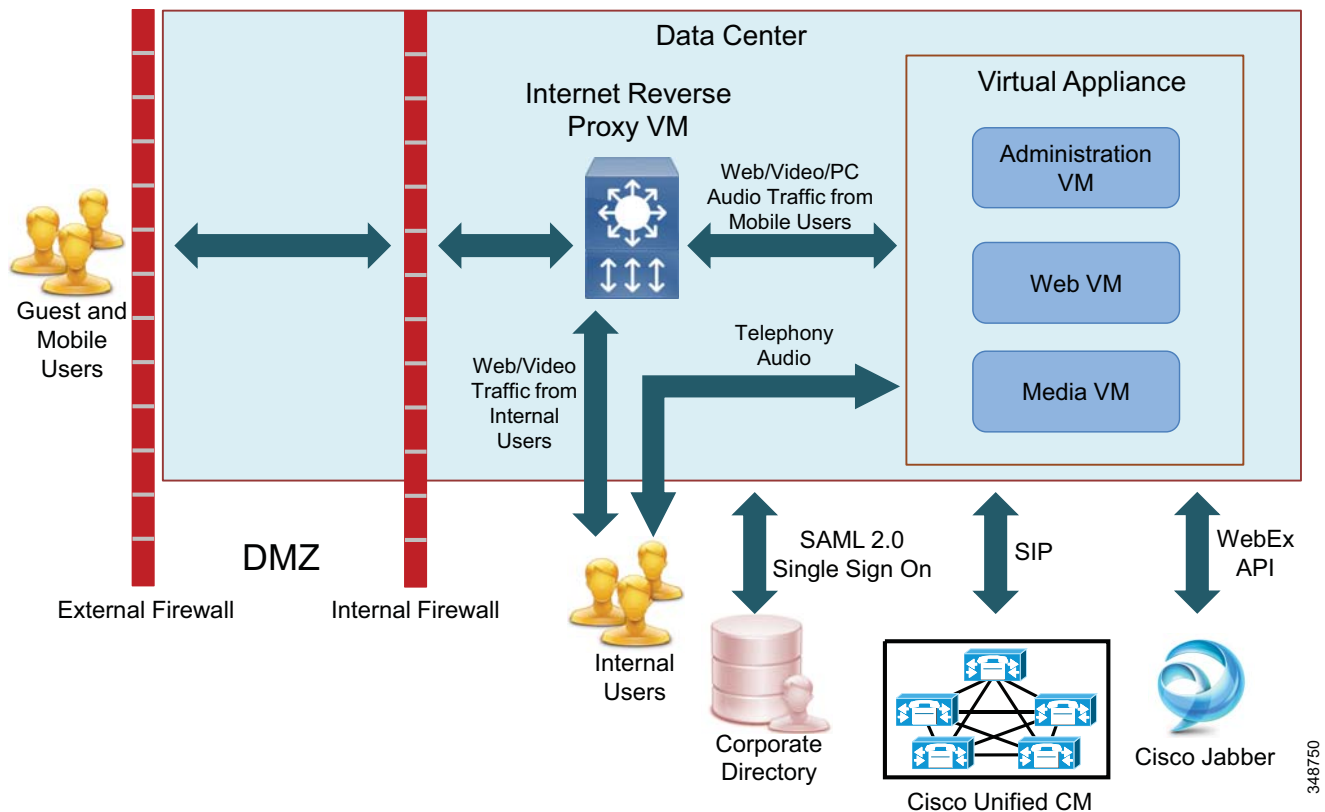 Data Center
Internet Reverse
Proxy VM
Virtual Appliance
Administration
VM
Web VM
Media VM
Web/Video/PC
Audio Traffic from
Mobile Users
Guest and
Mobile
Users
Telephony
Audio
Web/Video
Traffic from
Internal
Users
DMZ
External Firewall
Internal Firewall
SAML 2.0
Single Sign On
SIP
WebEx
API
Internal
Users
Corporate
Directory
Cisco Unified CM
Cisco Jabber
348750